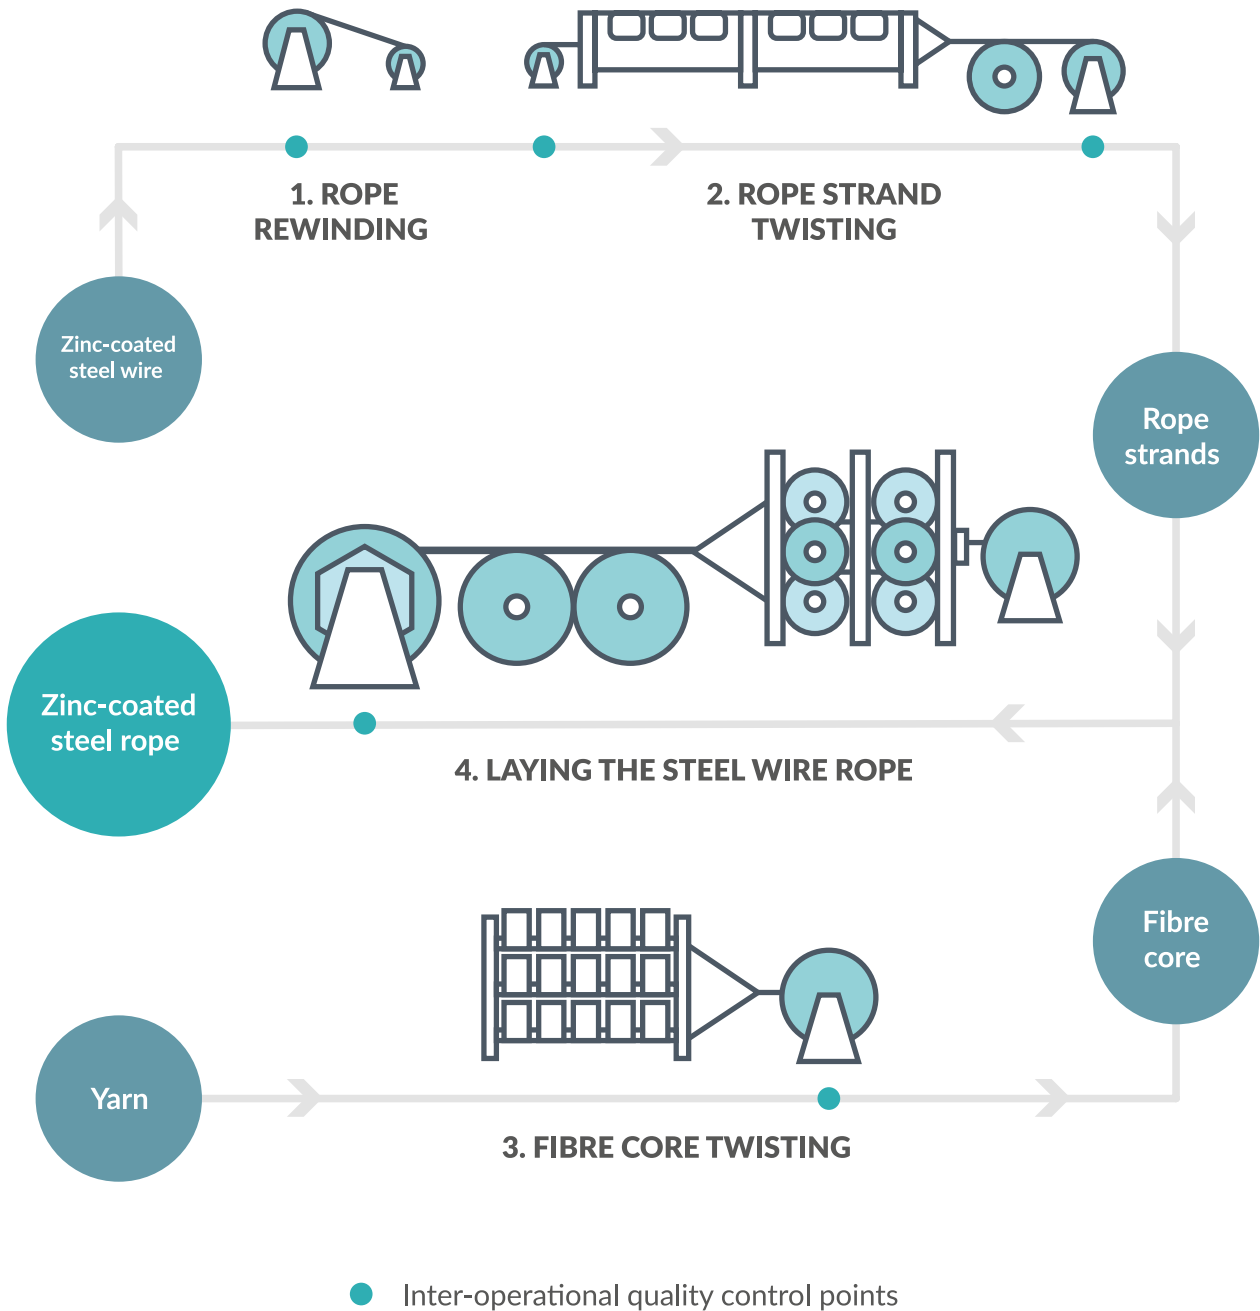 1. ROPE
REWINDING
2. ROPE STRAND
TWISTING
Zinc-coated
steel wire
Rope
strands
Zinc-coated
steel rope
4. LAYING THE STEEL WIRE ROPE
Fibre
core
Yarn
3. FIBRE CORE TWISTING
Inter-operational quality control points